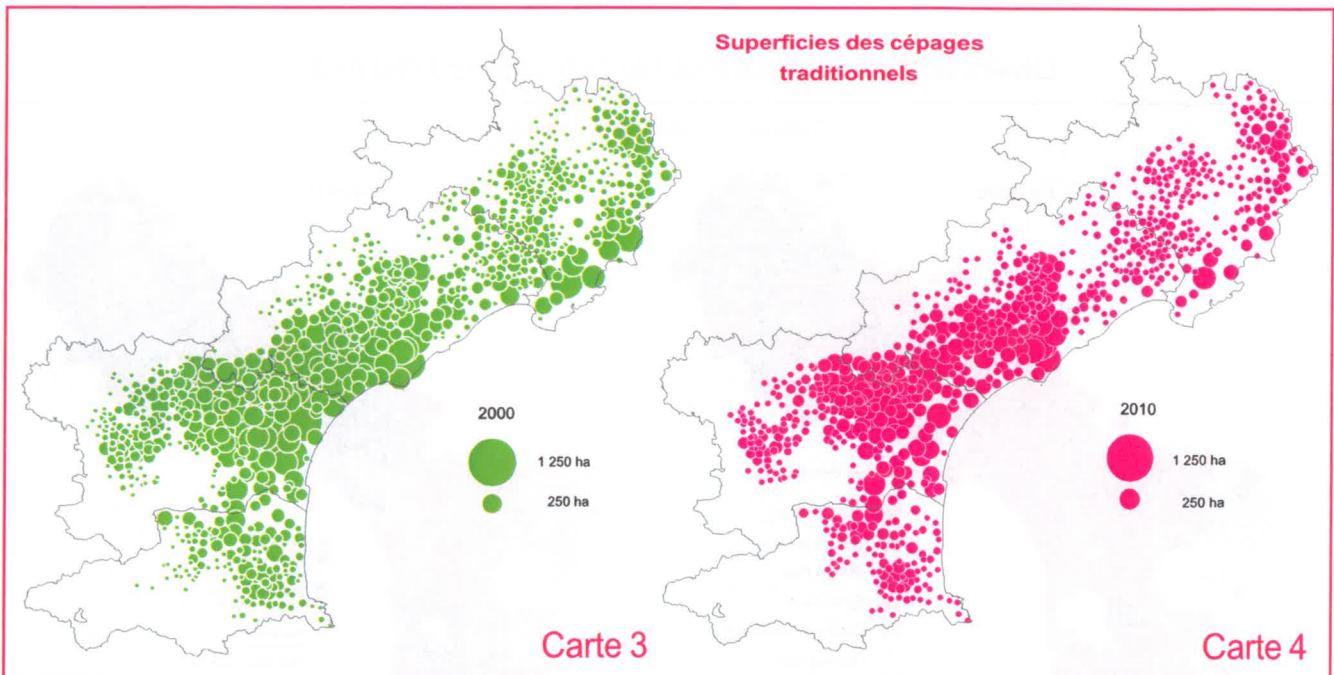 Superficies des cépages
traditionnels
2000
1 250 ha
250 ha
Carte 3
2010
1 250 ha
250 ha
Carte 4